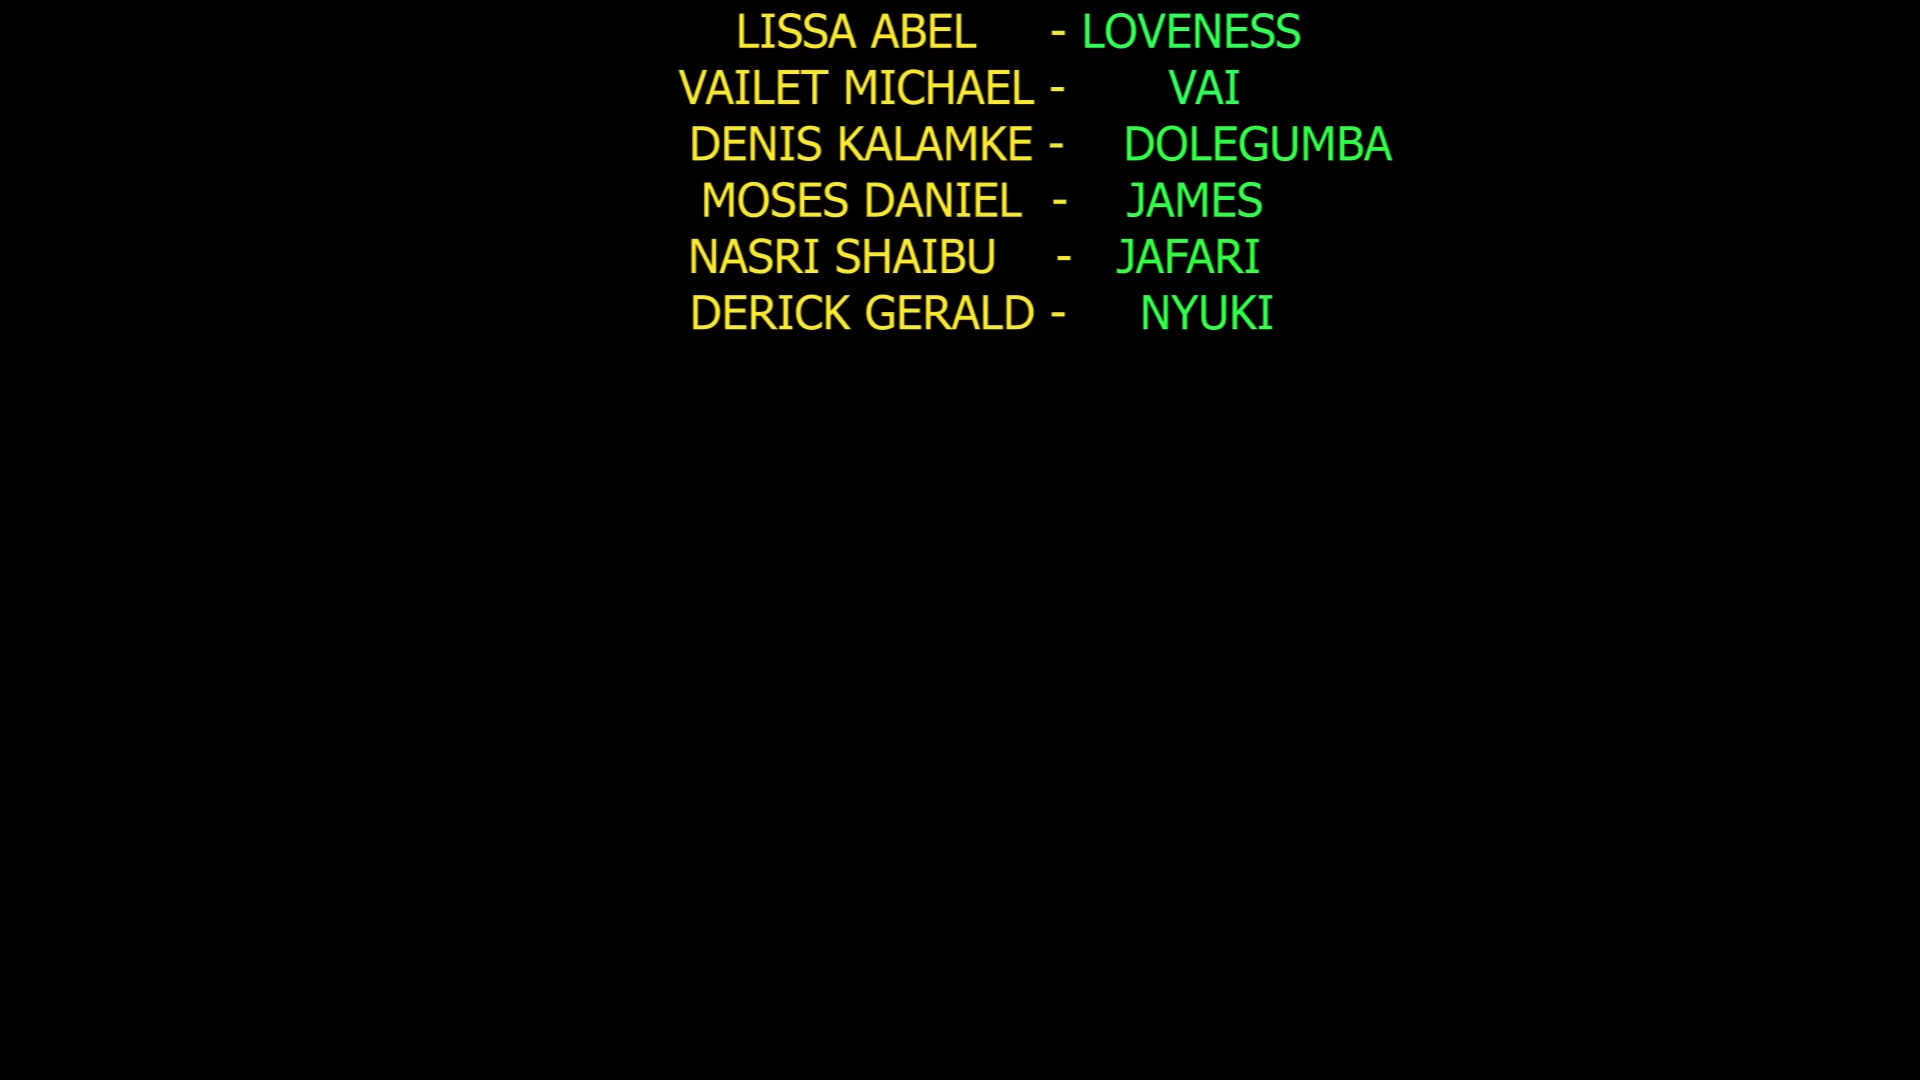 LISSA ABEL - LOVENESS
VAILET MICHAEL - VAI
DENIS KALAMKE - DOLEGUMBA
MOSES DANIEL - JAMES
NASRI SHAIBU - JAFARI
DERICK GERALD - NYUKI